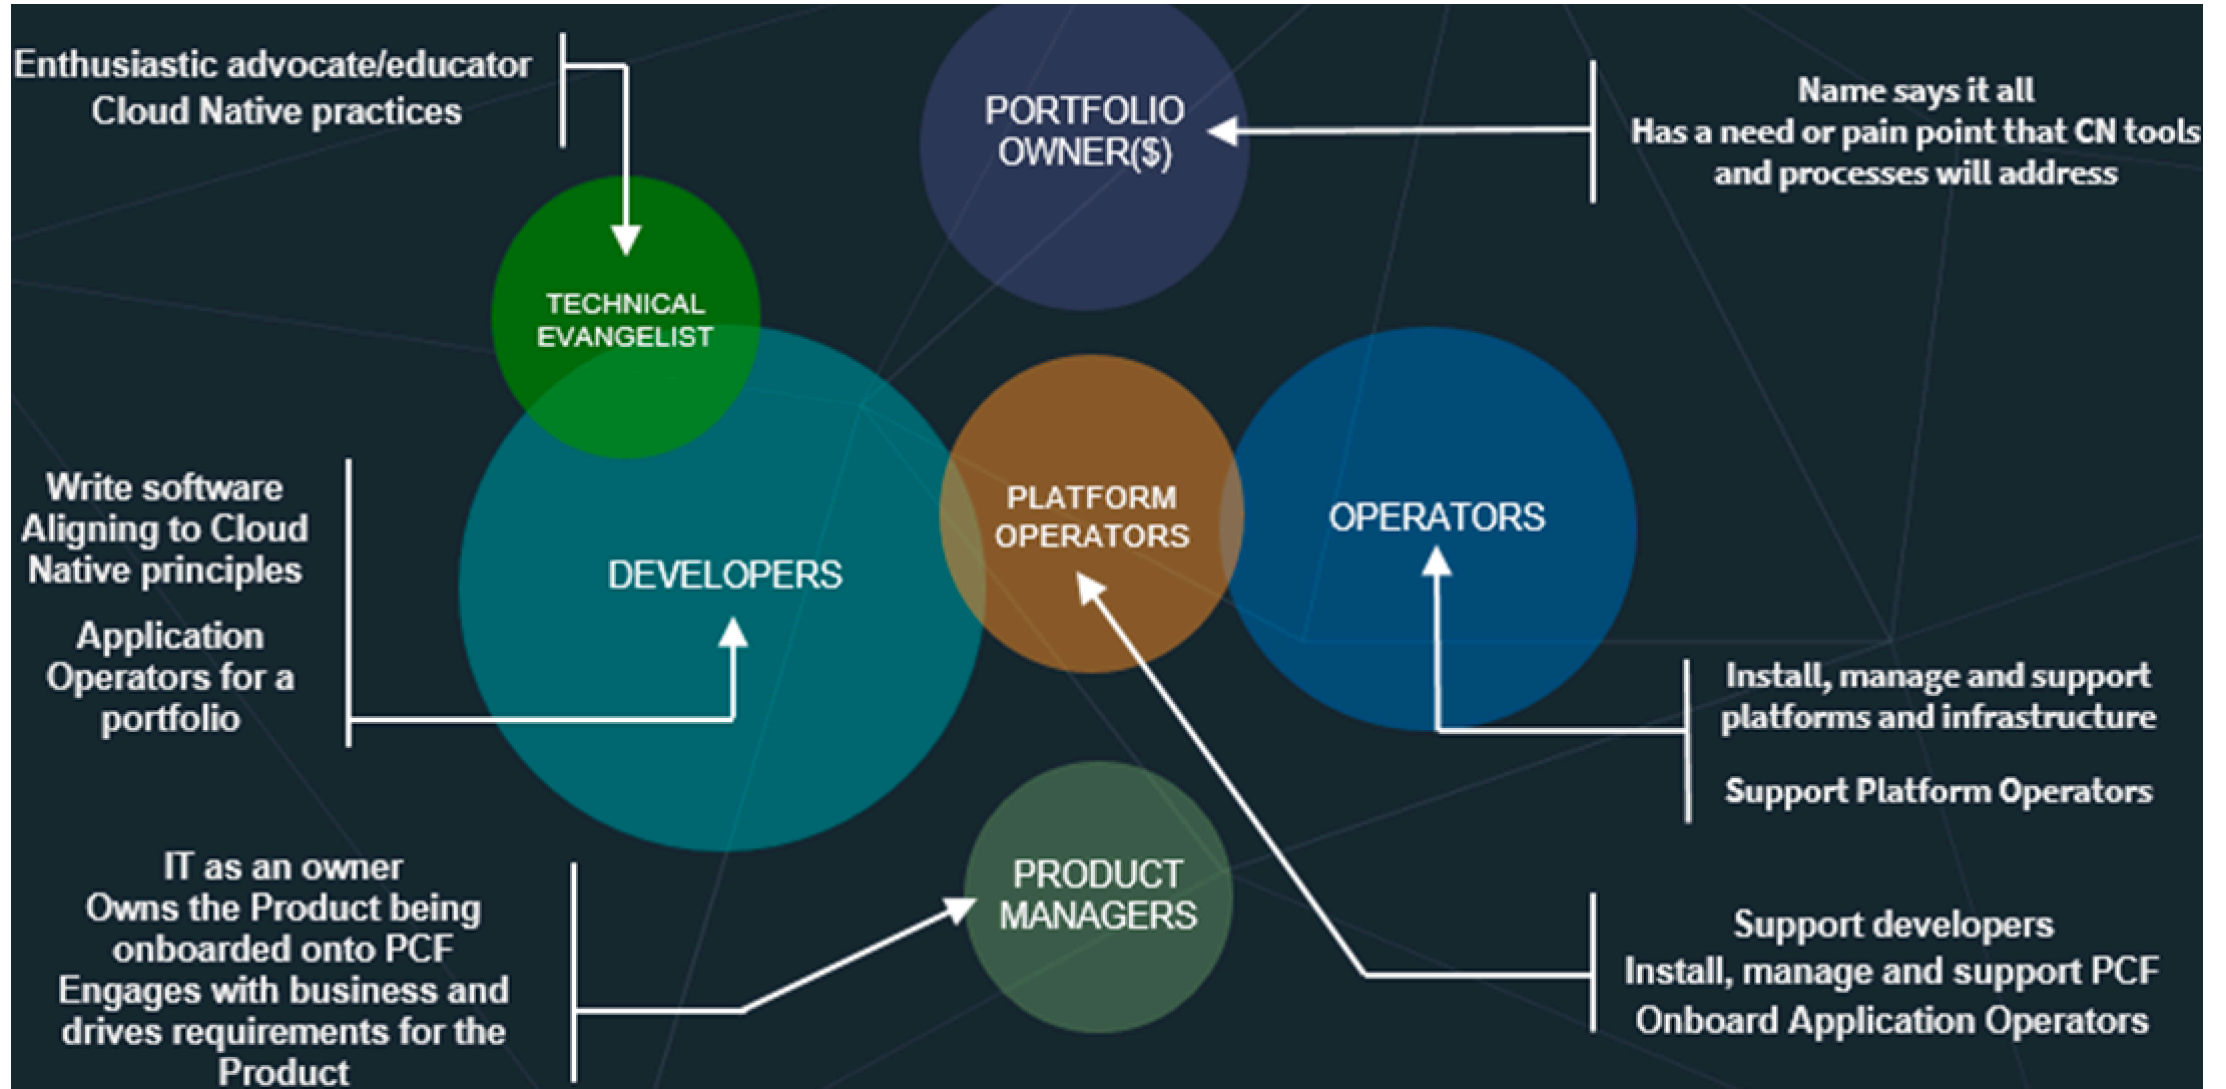 Enthusiastic advocate/educator
Cloud Native practices
PORTFOLIO
OWNER($)
Name says it all
Has a need or pain point that CN tools
and processes will address
TECHNICAL
EVANGELIST
Write software
Aligning to Cloud
Native principles
Application
Operators for a
portfolio
DEVELOPERS
PLATFORM
OPERATORS
OPERATORS
Install, manage and support
platforms and infrastructure
Support Platform Operators
IT as an owner
Owns the Product being
onboarded onto PCF
Engages with business and
drives requirements for the
Product
PRODUCT
MANAGERS
Support developers
Install, manage and support PCF
Onboard Application Operators